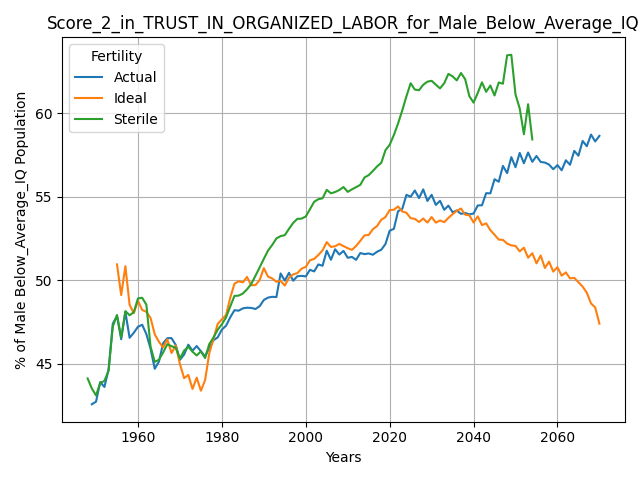 Score_2_in_TRUST_IN_ORGANIZED_LABOR_for_Male_Below_Average_IQ
Fertility
Actual
Ideal
Sterile
% of Male Below_Average_IQ Population
60
55
50
45
1960
1980
2000
2020
2040
2060
Years